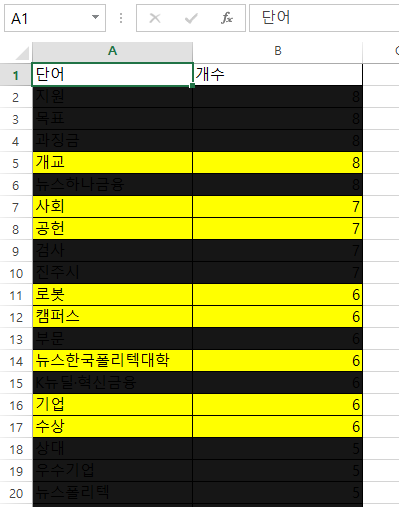 A1 fx 단어
A B C
1 단어 개수
2 지원 8
3 목표 8
4 과징금 8
5 개교 8
6 뉴스하나금융 8
7 사회 7
8 공헌 7
9 검사 7
10 전주시 7
11 로봇 6
12 캠퍼스 6
13 부문 6
14 뉴스한국폴리텍대학 6
15 K뉴딜·혁신금융 6
16 기업 6
17 수상 6
18 상대 5
19 우수기업 5
20 뉴스폴리텍 5